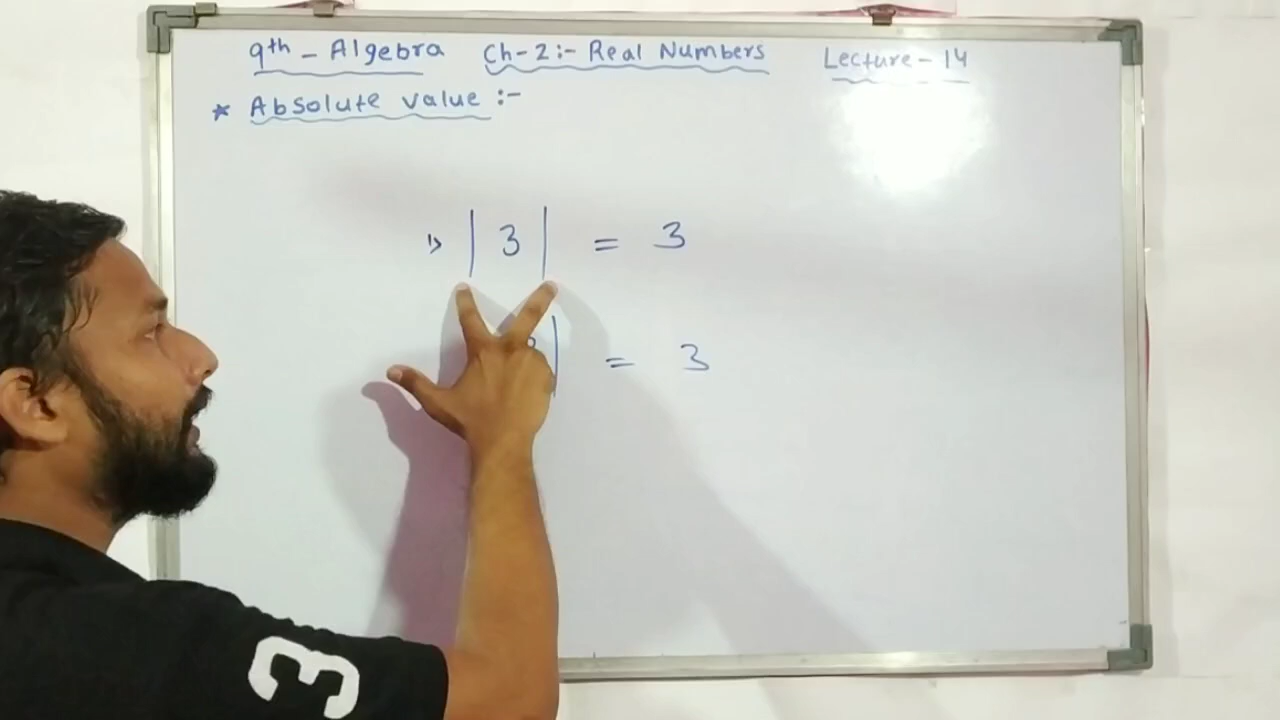 9th - Algebra Ch-2:- Real Numbers Lecture - 14
* Absolute value :-
1> | 3 | = 3
| = 3
3